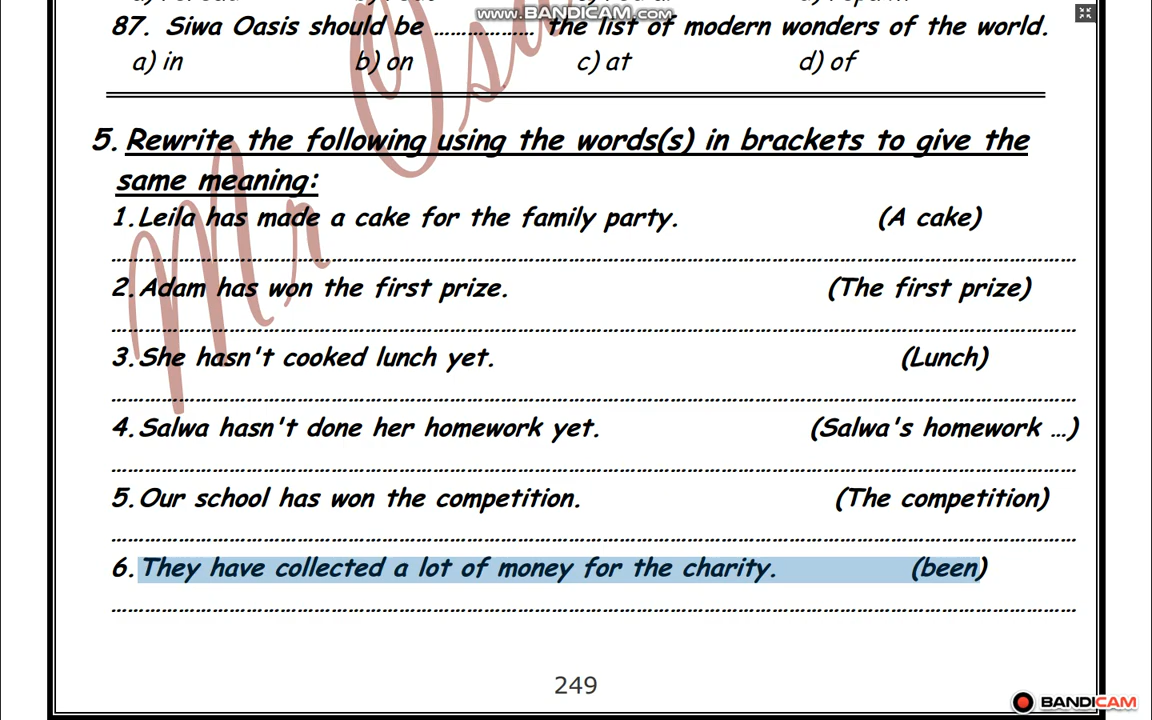 www.BANDICAM.com
87. Siwa Oasis should be ……………… the list of modern wonders of the world.
a) in b) on c) at d) of
Mr Os
5. Rewrite the following using the words(s) in brackets to give the
same meaning:
1. Leila has made a cake for the family party. (A cake)
2. Adam has won the first prize. (The first prize)
3. She hasn't cooked lunch yet. (Lunch)
4. Salwa hasn't done her homework yet. (Salwa's homework …)
5. Our school has won the competition. (The competition)
6. They have collected a lot of money for the charity. (been)
249
BANDICAM